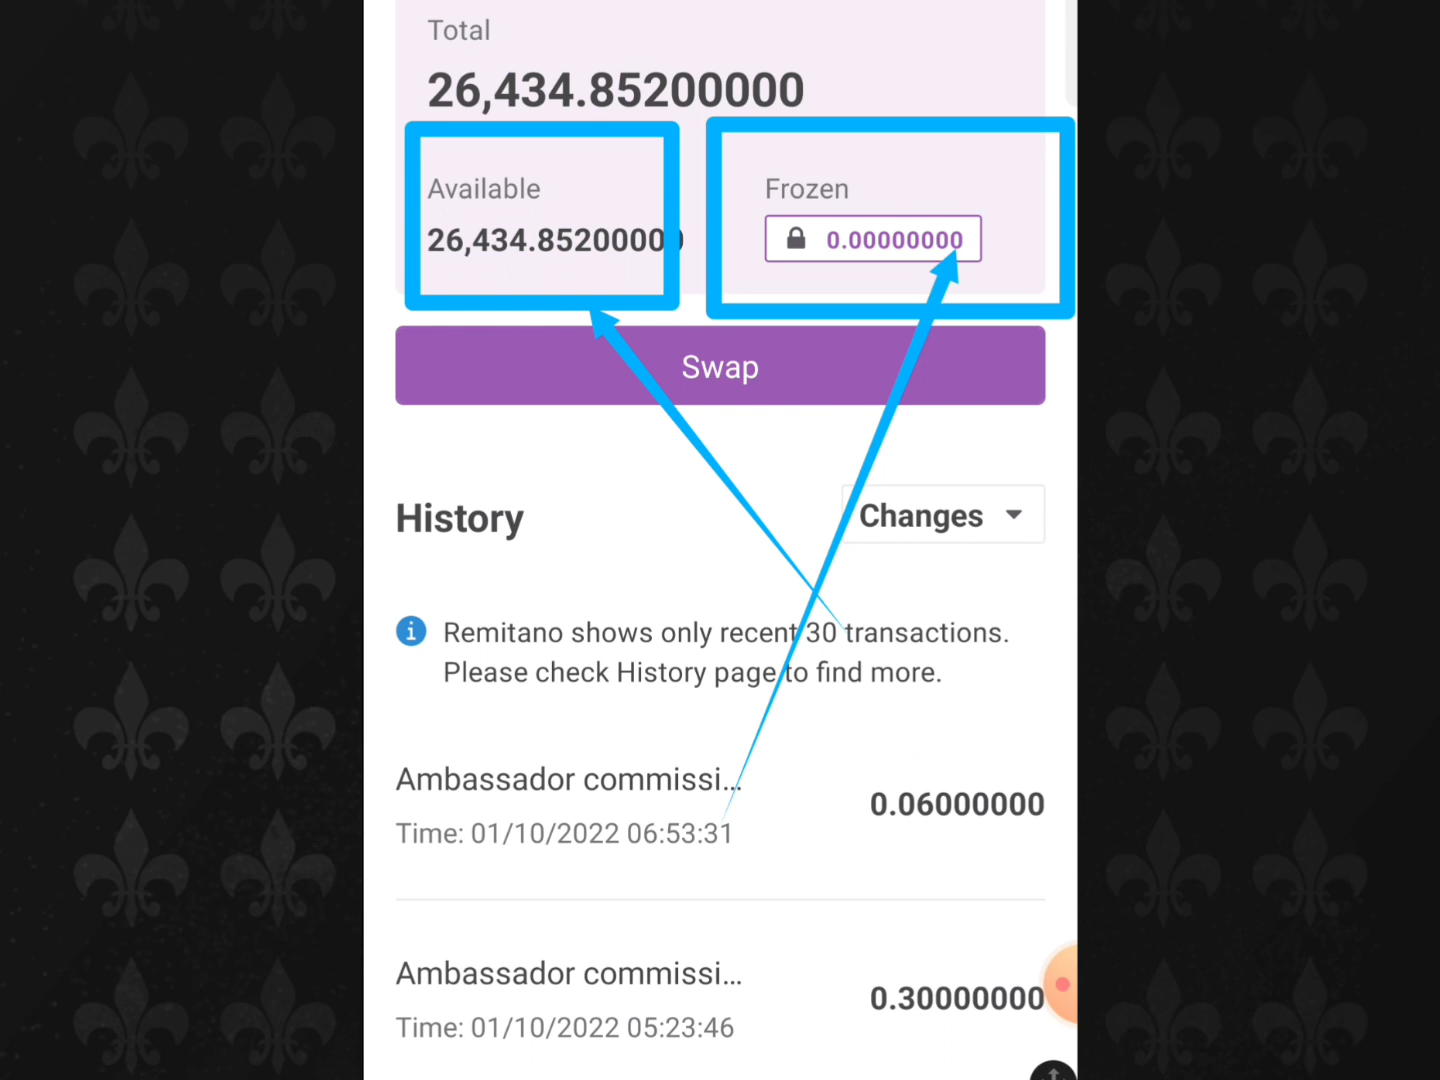 Total
26,434.85200000
Available
Frozen
26,434.85200000
0.00000000
Swap
History
Changes
Remitano shows only recent 30 transactions.
Please check History page to find more.
Ambassador commissi...
0.06000000
Time: 01/10/2022 06:53:31
Ambassador commissi...
0.30000000
Time: 01/10/2022 05:23:46